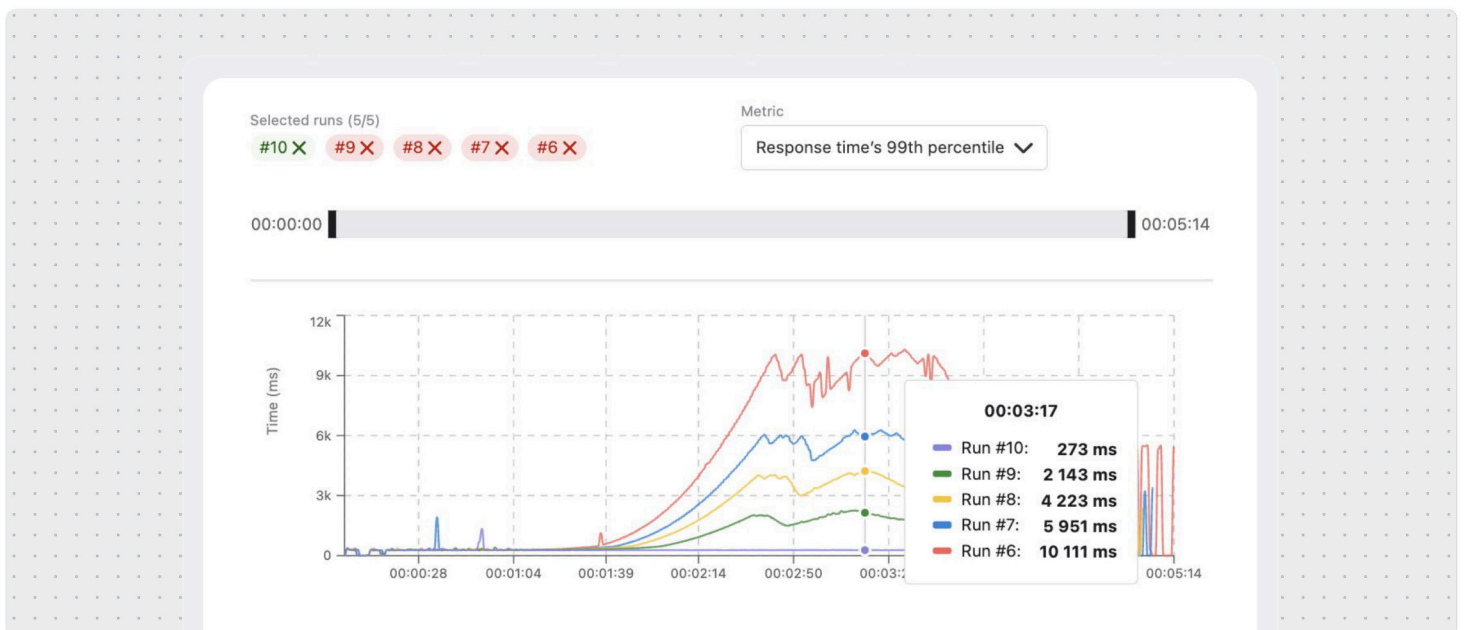 Selected runs (5/5)
#10 #9 #8 #7 #6
Metric
Response time's 99th percentile
00:00:00
00:05:14
Time (ms)
12k
9k
6k
3k
0
00:00:28 00:01:04 00:01:39 00:02:14 00:02:50 00:03:2 00:05:14
00:03:17
Run #10: 273 ms
Run #9: 2 143 ms
Run #8: 4 223 ms
Run #7: 5 951 ms
Run #6: 10 111 ms